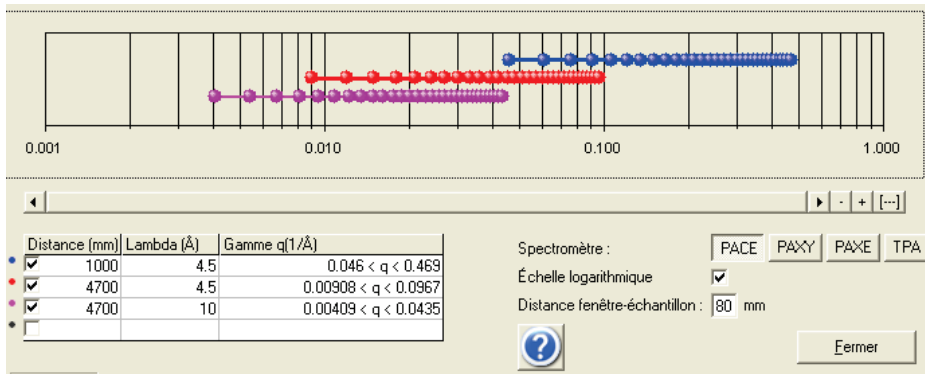 0.001 0.010 0.100 1.000
- + [---]
Distance (mm) Lambda (Å) Gamme q(1/Å)
1000 4.5 0.046 < q < 0.469
4700 4.5 0.00908 < q < 0.0967
4700 10 0.00409 < q < 0.0435
Spectromètre : PACE PAXY PAXE TPA
Échelle logarithmique
Distance fenêtre-échantillon : 80 mm
?
Fermer